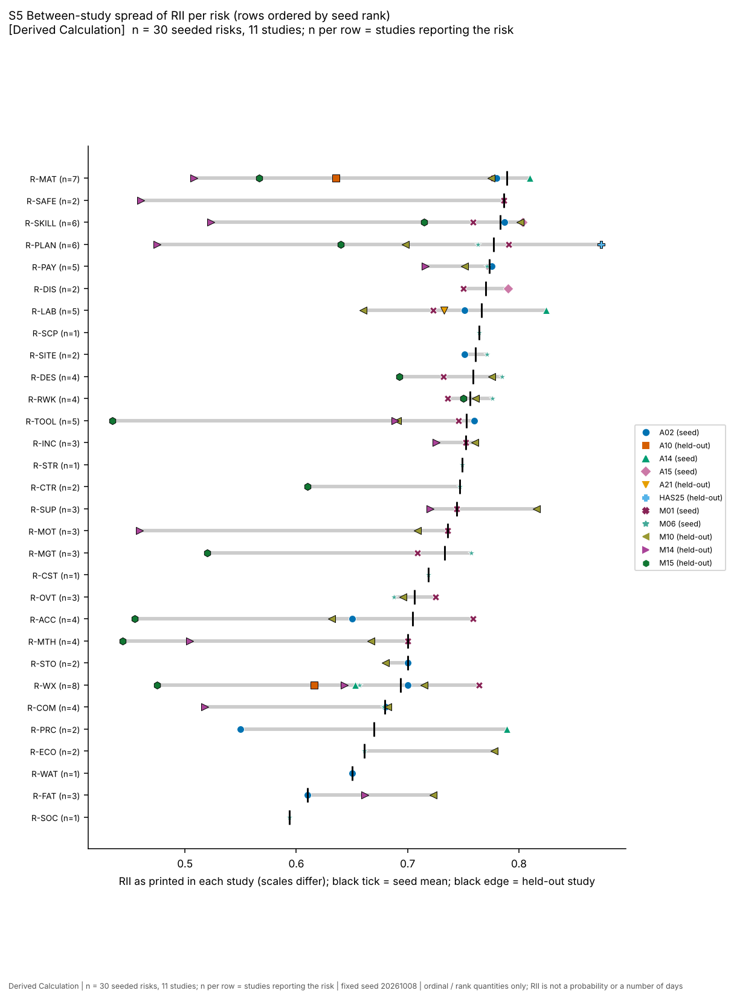 S5 Between-study spread of RII per risk (rows ordered by seed rank)
[Derived Calculation]  n = 30 seeded risks, 11 studies; n per row = studies reporting the risk
R-MAT (n=7)
R-SAFE (n=2)
R-SKILL (n=6)
R-PLAN (n=6)
R-PAY (n=5)
R-DIS (n=2)
R-LAB (n=5)
R-SCP (n=1)
R-SITE (n=2)
R-DES (n=4)
R-RWK (n=4)
R-TOOL (n=5)
R-INC (n=3)
R-STR (n=1)
R-CTR (n=2)
R-SUP (n=3)
R-MOT (n=3)
R-MGT (n=3)
R-CST (n=1)
R-OVT (n=3)
R-ACC (n=4)
R-MTH (n=4)
R-STO (n=2)
R-WX (n=8)
R-COM (n=4)
R-PRC (n=2)
R-ECO (n=2)
R-WAT (n=1)
R-FAT (n=3)
R-SOC (n=1)
A02 (seed)
A10 (held-out)
A14 (seed)
A15 (seed)
A21 (held-out)
HAS25 (held-out)
M01 (seed)
M06 (seed)
M10 (held-out)
M14 (held-out)
M15 (held-out)
0.5 0.6 0.7 0.8
RII as printed in each study (scales differ); black tick = seed mean; black edge = held-out study
Derived Calculation | n = 30 seeded risks, 11 studies; n per row = studies reporting the risk | fixed seed 20261008 | ordinal / rank quantities only; RII is not a probability or a number of days